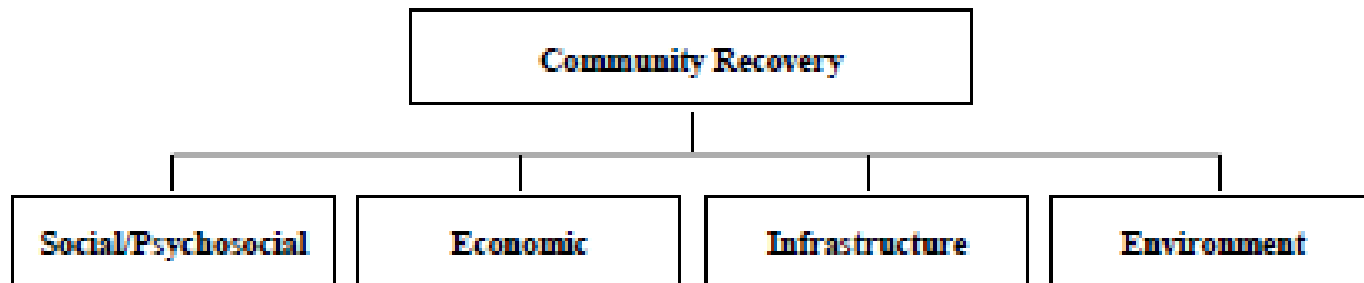 Community Recovery
Social/Psychosocial
Economic
Infrastructure
Environment